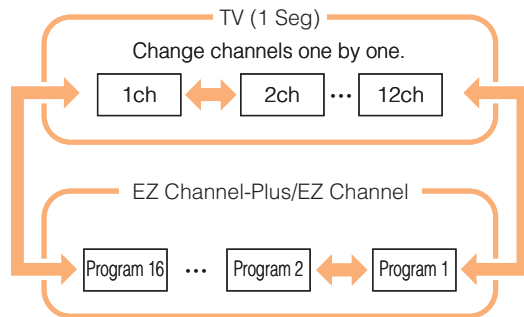 TV (1 Seg)
Change channels one by one.
1ch 2ch ••• 12ch
EZ Channel-Plus/EZ Channel
Program 16 ••• Program 2 Program 1